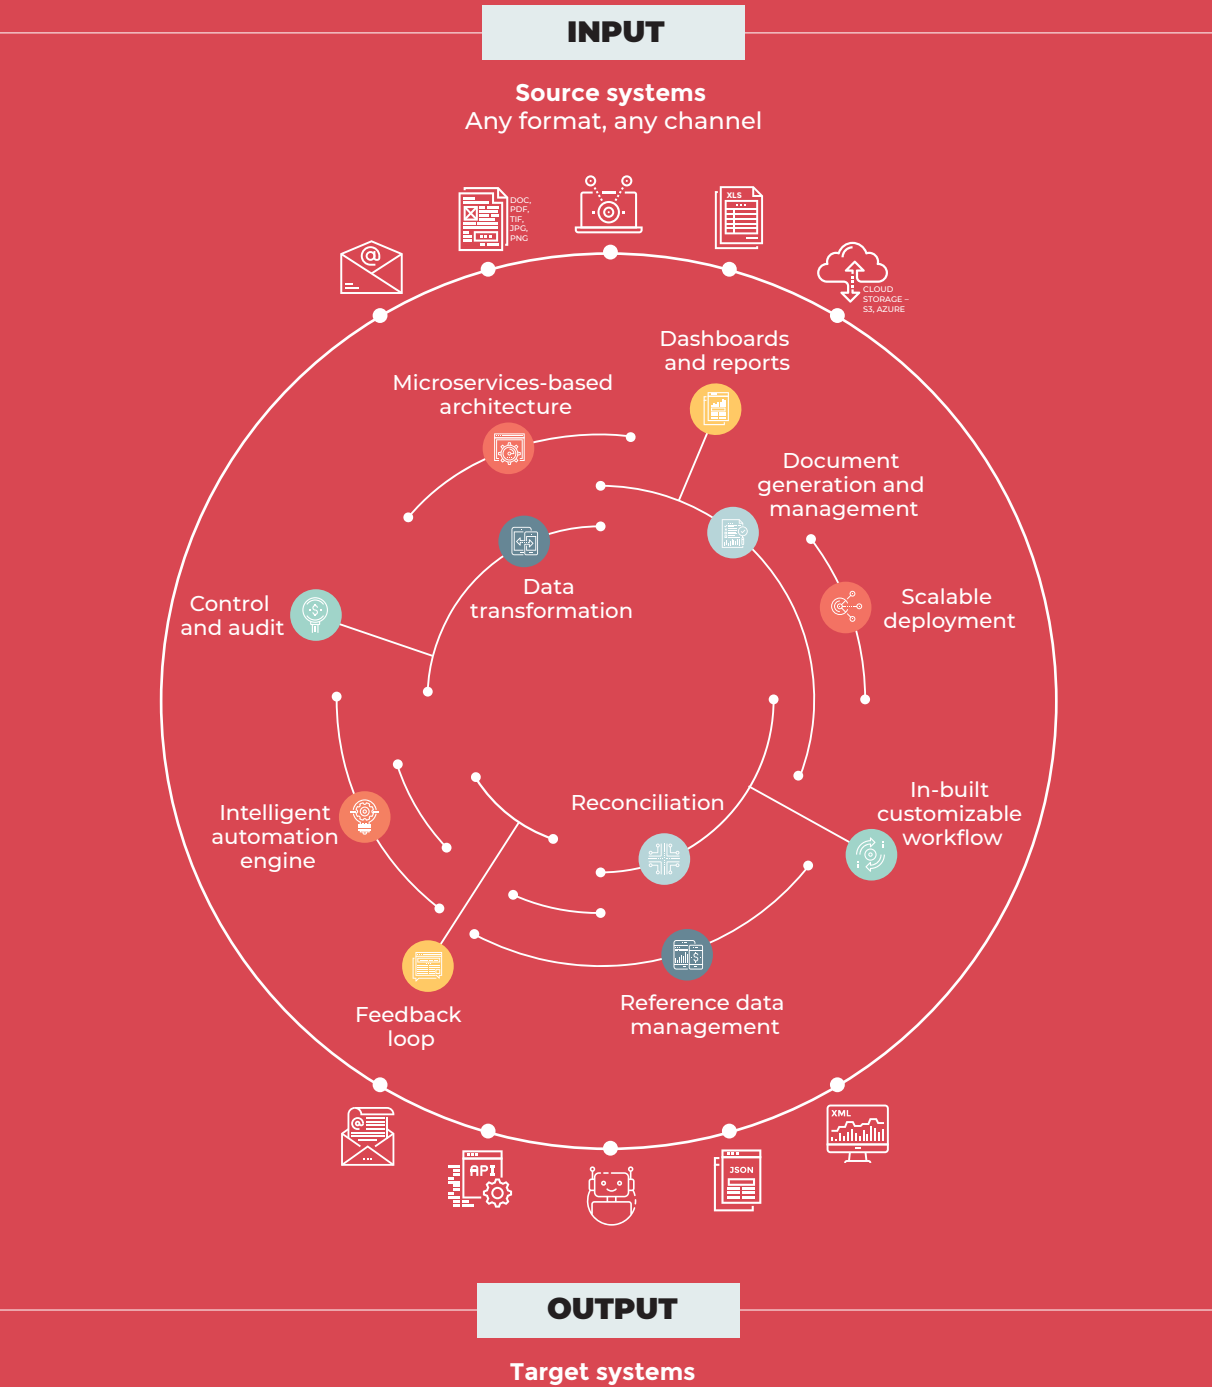 INPUT
Source systems
Any format, any channel
DOC,
PDF,
TIF,
JPG,
PNG
@
XLS
CLOUD
STORAGE –
S3, AZURE
Dashboards
and reports
Microservices-based
architecture
Document
generation and
management
Data
transformation
Control
and audit
Scalable
deployment
Intelligent
automation
engine
Reconciliation
In-built
customizable
workflow
Feedback
loop
Reference data
management
@
API
JSON
XML
OUTPUT
Target systems